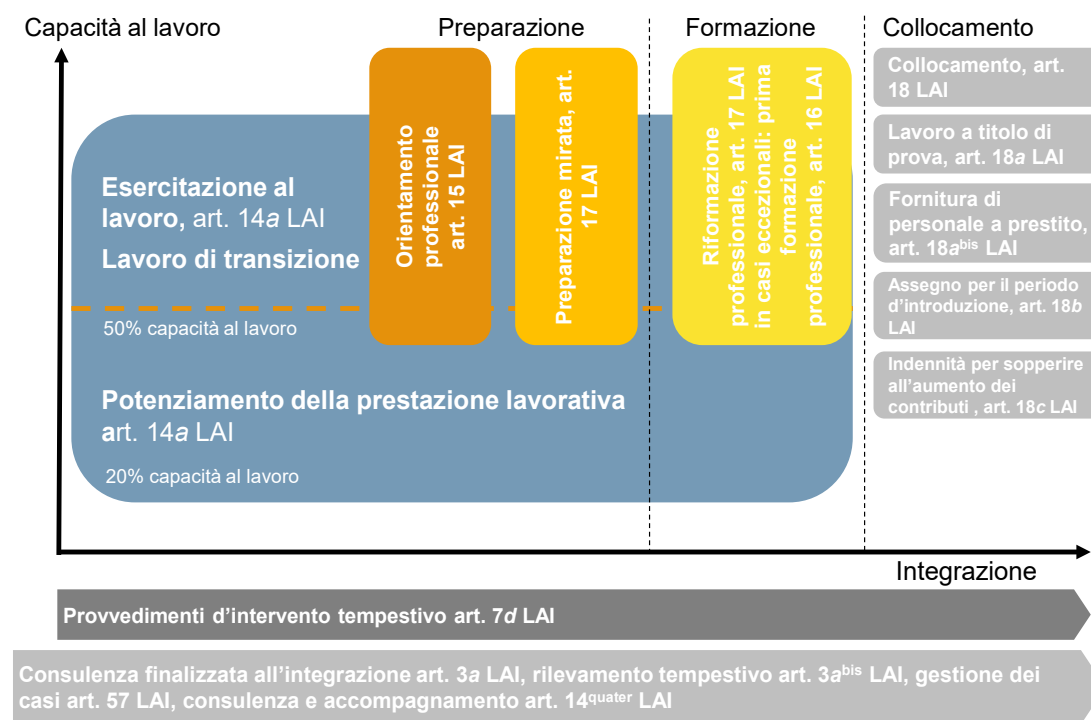 Capacità al lavoro
Preparazione
Formazione
Collocamento
Esercitazione al
lavoro, art. 14a LAI
Lavoro di transizione
50% capacità al lavoro
Potenziamento della prestazione lavorativa
art. 14a LAI
20% capacità al lavoro
Orientamento
professionale
art. 15 LAI
Preparazione mirata, art.
17 LAI
Riformazione
professionale, art. 17 LAI
in casi eccezionali: prima
formazione
professionale, art. 16 LAI
Collocamento, art.
18 LAI
Lavoro a titolo di
prova, art. 18a LAI
Fornitura di
personale a prestito,
art. 18a^bis LAI
Assegno per il periodo
d’introduzione, art. 18b
LAI
Indennità per sopperire
all’aumento dei
contributi , art. 18c LAI
Integrazione
Provvedimenti d’intervento tempestivo art. 7d LAI
Consulenza finalizzata all’integrazione art. 3a LAI, rilevamento tempestivo art. 3a^bis LAI, gestione dei
casi art. 57 LAI, consulenza e accompagnamento art. 14^quater LAI